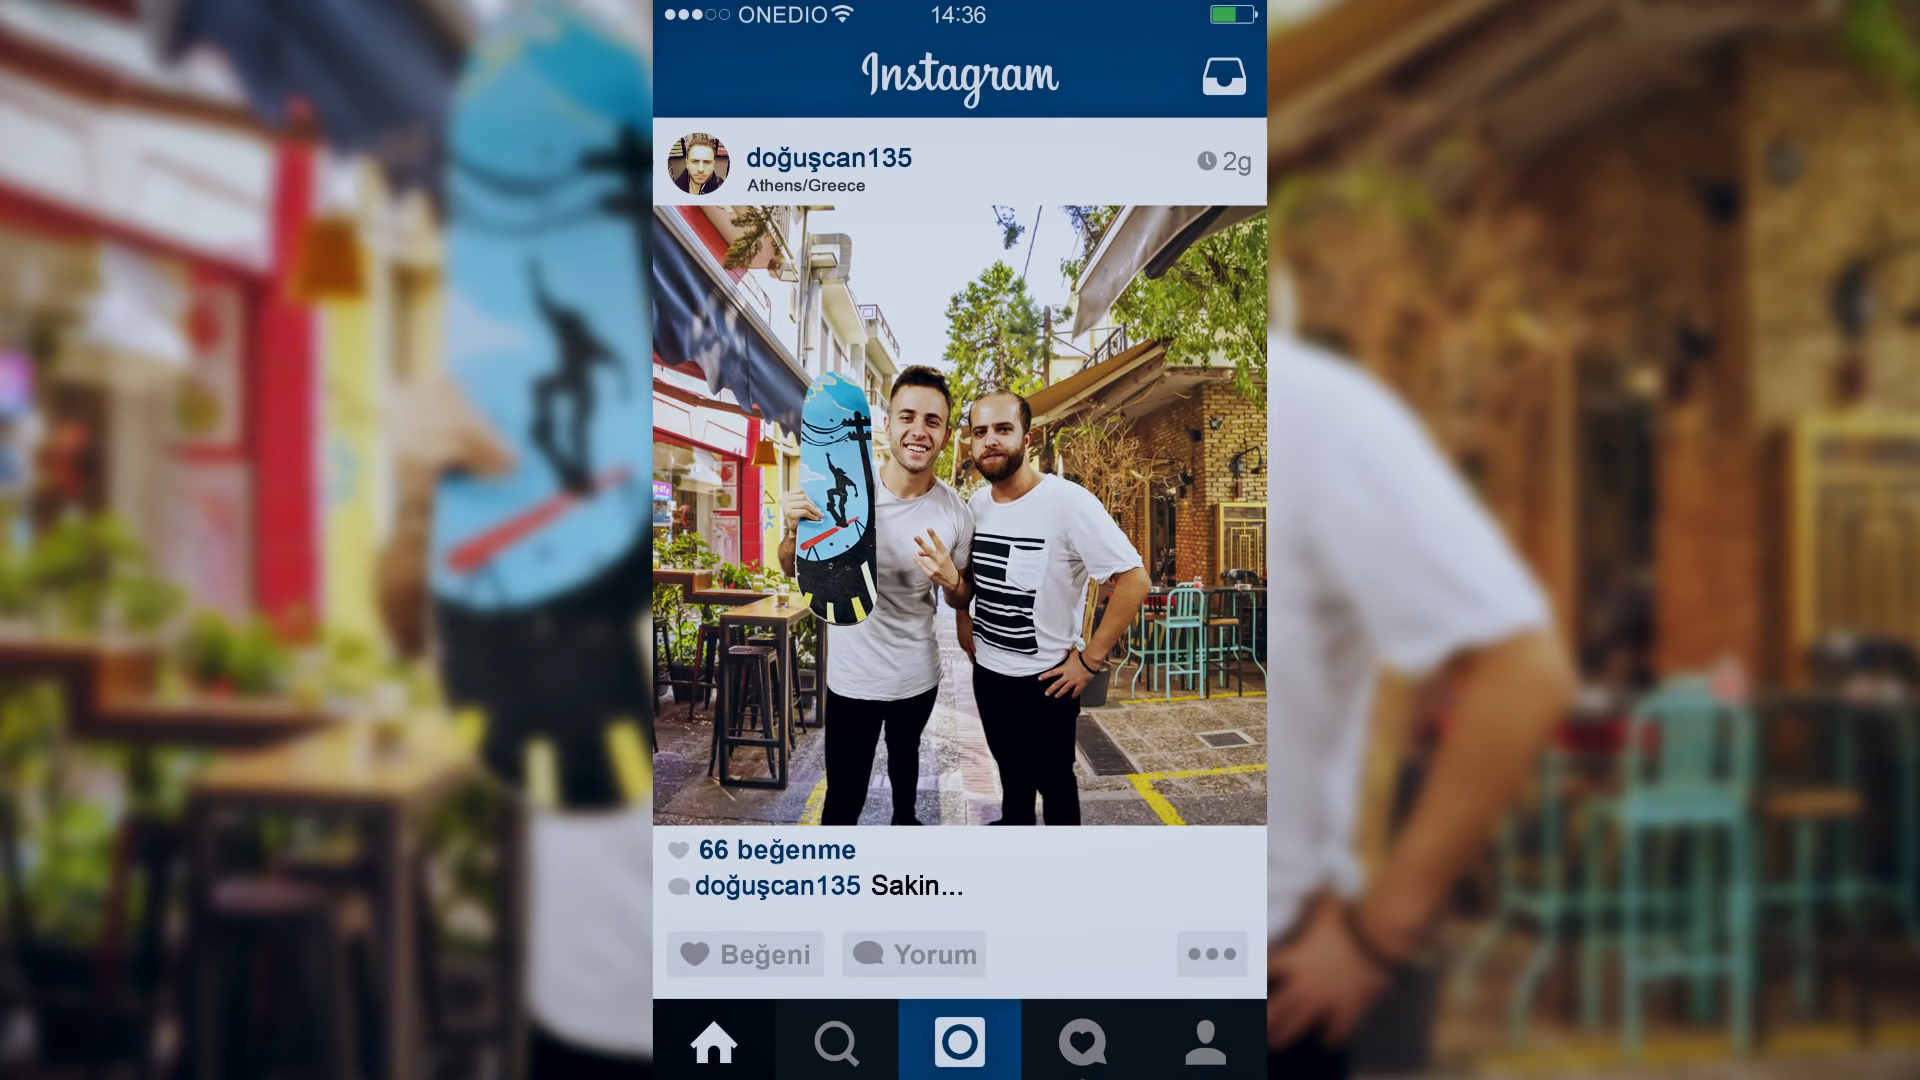 ONEDIO 14:36
Instagram
doğuşcan135 2g
Athens/Greece
66 beğenme
doğuşcan135 Sakin...
Beğeni Yorum